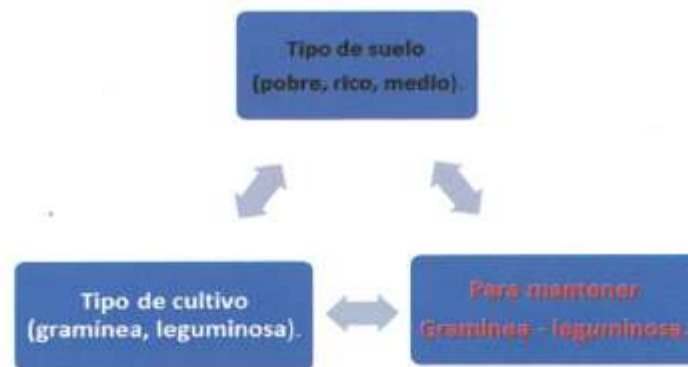 Tipo de suelo
(pobre, rico, medio).
Tipo de cultivo
(gramínea, leguminosa).
Para mantener
Gramínea - leguminosa.